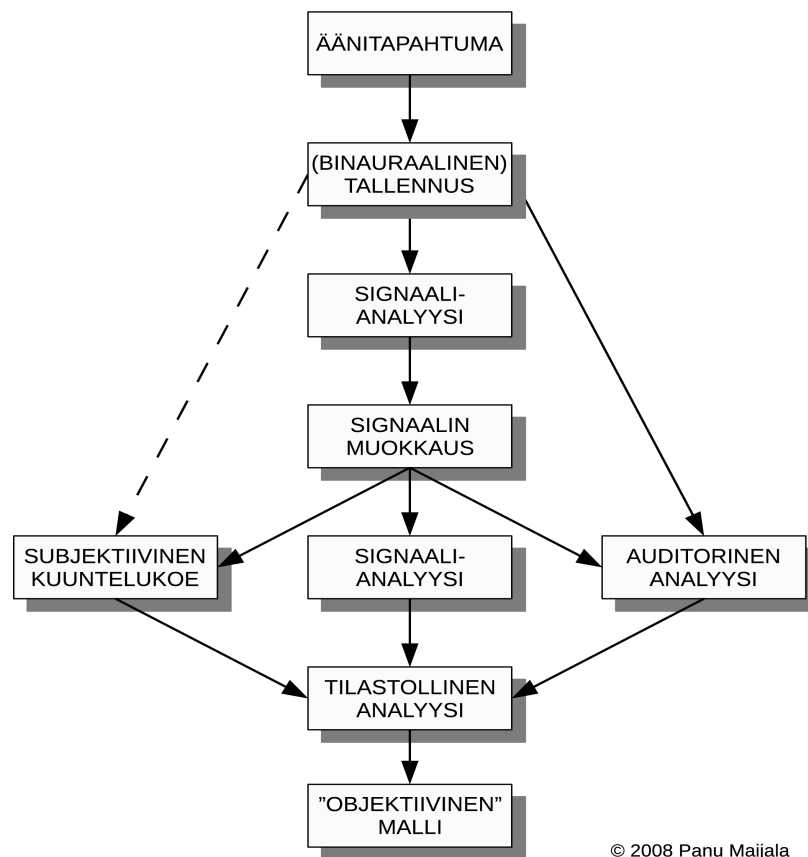 ÄÄNITAPAHTUMA
(BINAURAALINEN)
TALLENNUS
SIGNAALI-
ANALYYSI
SIGNAALIN
MUOKKAUS
SUBJEKTIIVINEN
KUUNTELUKOE
SIGNAALI-
ANALYYSI
AUDITORINEN
ANALYYSI
TILASTOLLINEN
ANALYYSI
”OBJEKTIIVINEN”
MALLI
© 2008 Panu Maijala